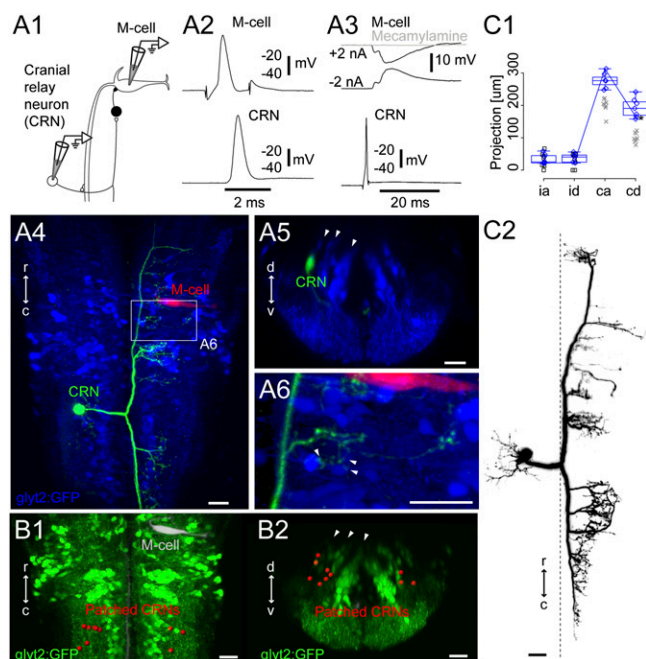 A1
M-cell
Cranial
relay
neuron
(CRN)
A2
M-cell
-20
-40
mV
CRN
-20
-40
mV
2 ms
A3
M-cell
Mecamylamine
+2 nA
-2 nA
10 mV
CRN
-20
-40
mV
20 ms
C1
Projection [um]
300
200
100
0
ia
id
ca
cd
A4
r
c
M-cell
A6
CRN
glyt2:GFP
A5
d
v
CRN
A6
B1
M-cell
r
c
Patched CRNs
glyt2:GFP
B2
d
v
Patched CRNs
glyt2:GFP
C2
r
c